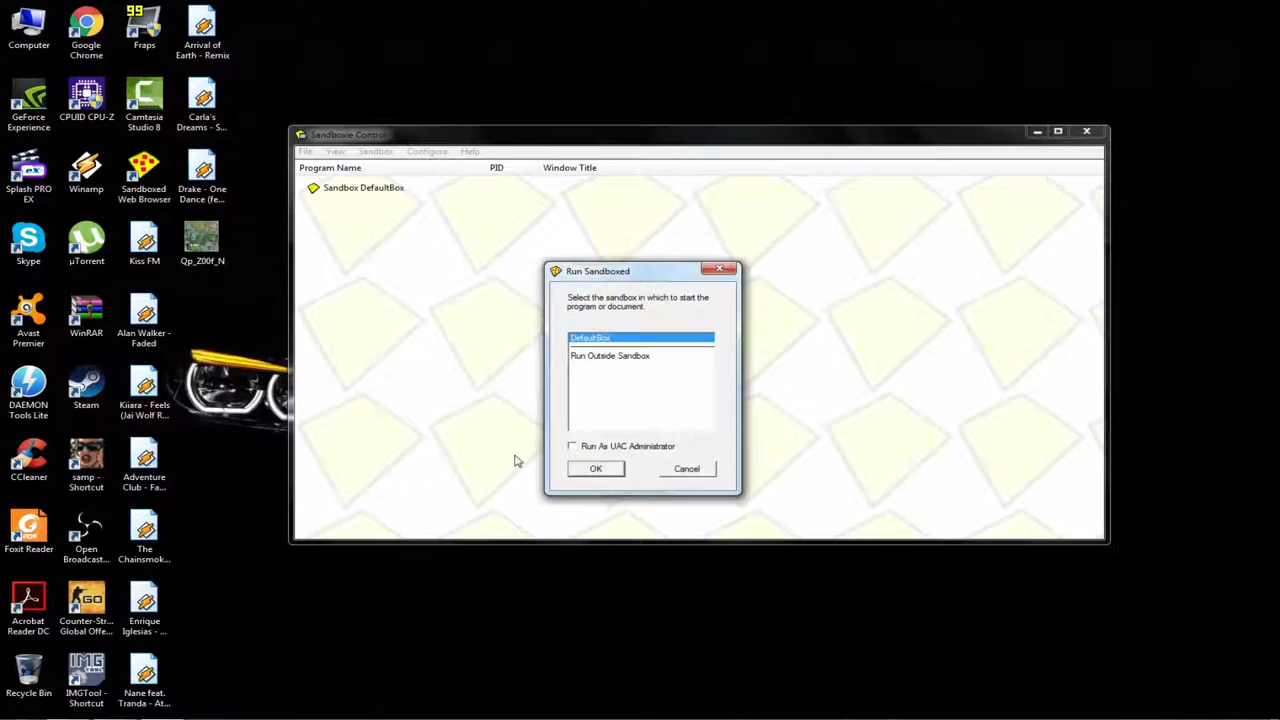 99
Computer
Google
Chrome
Fraps
Arrival of
Earth - Remix
GeForce
Experience
CPUID CPU-Z
Camtasia
Studio 8
Carla's
Dreams - S...
Splash PRO
EX
Winamp
Sandboxed
Web Browser
Drake - One
Dance (fe...
Skype
µTorrent
Kiss FM
Qp_Z00f_N
Avast
Premier
WinRAR
Alan Walker -
Faded
DAEMON
Tools Lite
Steam
Kiiara - Feels
(Jai Wolf R...
CCleaner
samp -
Shortcut
Adventure
Club - Fa...
Foxit Reader
Open
Broadcast...
The
Chainsmok...
Acrobat
Reader DC
Counter-Str...
Global Offe...
Enrique
Iglesias - ...
Recycle Bin
IMGTool -
Shortcut
Nane feat.
Tranda - At...
Sandboxie Control
File View Sandbox Configure Help
Program Name PID Window Title
Sandbox DefaultBox
Run Sandboxed
Select the sandbox in which to start the
program or document.
DefaultBox
Run Outside Sandbox
Run As UAC Administrator
OK Cancel